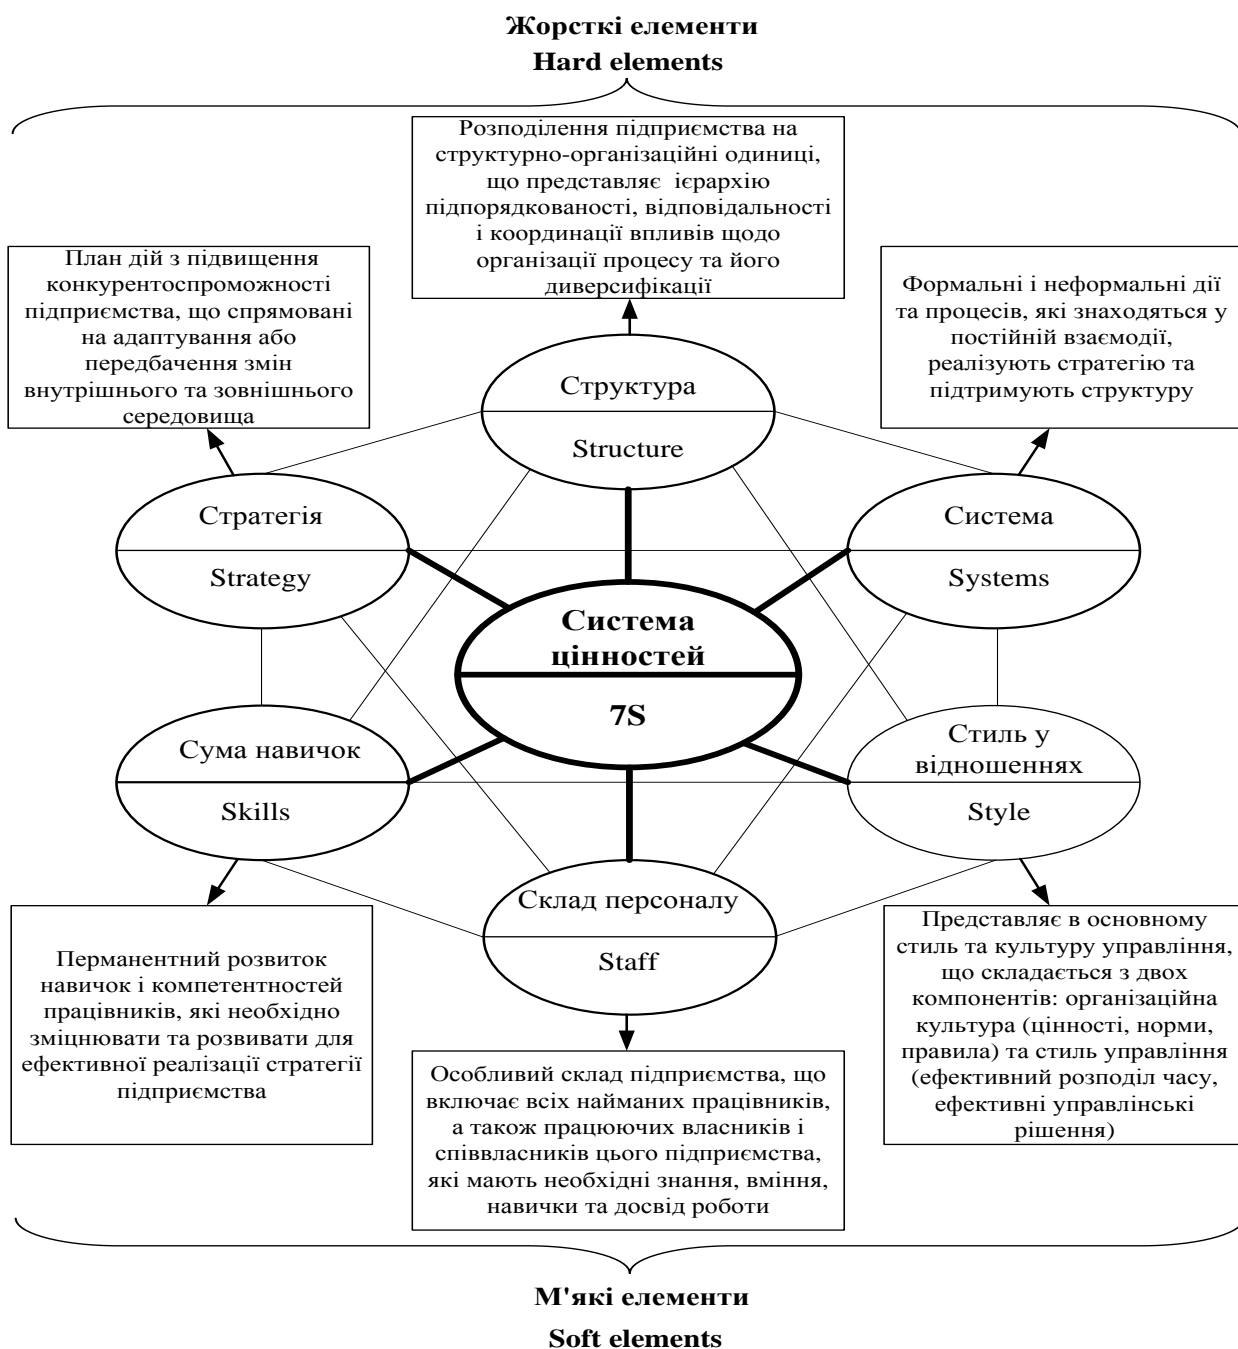 Жорсткі елементи
Hard elements
Розподілення підприємства на
структурно-організаційні одиниці,
що представляє ієрархію
підпорядкованості, відповідальності
і координації впливів щодо
організації процесу та його
диверсифікації
План дій з підвищення
конкурентоспроможності
підприємства, що спрямовані
на адаптування або
передбачення змін
внутрішнього та зовнішнього
середовища
Формальні і неформальні дії
та процесів, які знаходяться у
постійній взаємодії,
реалізують стратегію та
підтримують структуру
Структура
Structure
Стратегія
Strategy
Система
Systems
Система
цінностей
7S
Сума навичок
Skills
Стиль у
відношеннях
Style
Склад персоналу
Staff
Перманентний розвиток
навичок і компетентностей
працівників, які необхідно
зміцнювати та розвивати для
ефективної реалізації стратегії
підприємства
Особливий склад підприємства, що
включає всіх найманих працівників,
а також працюючих власників і
співвласників цього підприємства,
які мають необхідні знання, вміння,
навички та досвід роботи
Представляє в основному
стиль та культуру управління,
що складається з двох
компонентів: організаційна
культура (цінності, норми,
правила) та стиль управління
(ефективний розподіл часу,
ефективні управлінські
рішення)
М'які елементи
Soft elements